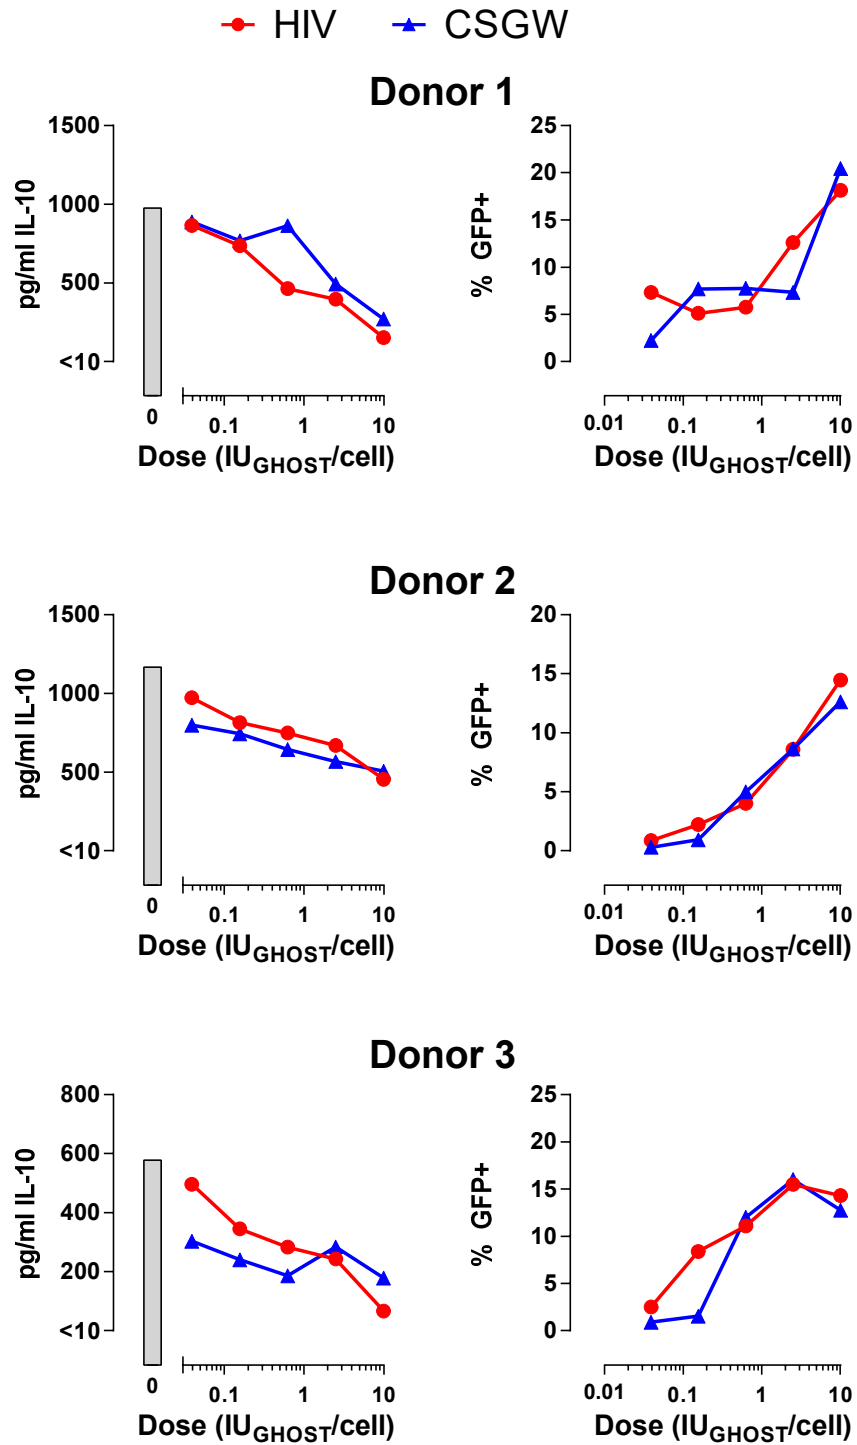 HIV CSGW
Donor 1
pg/ml IL-10
1500
1000
500
<10
0
0.1 1 10
Dose (IUGHOST/cell)
% GFP+
25
20
15
10
5
0
0.01 0.1 1 10
Dose (IUGHOST/cell)
Donor 2
pg/ml IL-10
1500
1000
500
<10
0
0.1 1 10
Dose (IUGHOST/cell)
% GFP+
20
15
10
5
0
0.01 0.1 1 10
Dose (IUGHOST/cell)
Donor 3
pg/ml IL-10
800
600
400
200
<10
0
0.1 1 10
Dose (IUGHOST/cell)
% GFP+
25
20
15
10
5
0
0.01 0.1 1 10
Dose (IUGHOST/cell)